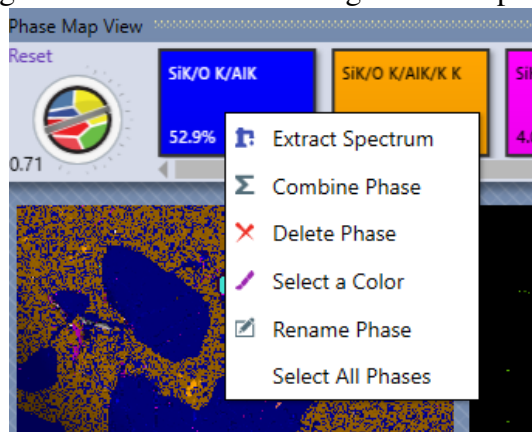 Phase Map View
Reset
SiK/O K/AlK
SiK/O K/AlK/K K
52.9%
0.71
Extract Spectrum
Combine Phase
Delete Phase
Select a Color
Rename Phase
Select All Phases